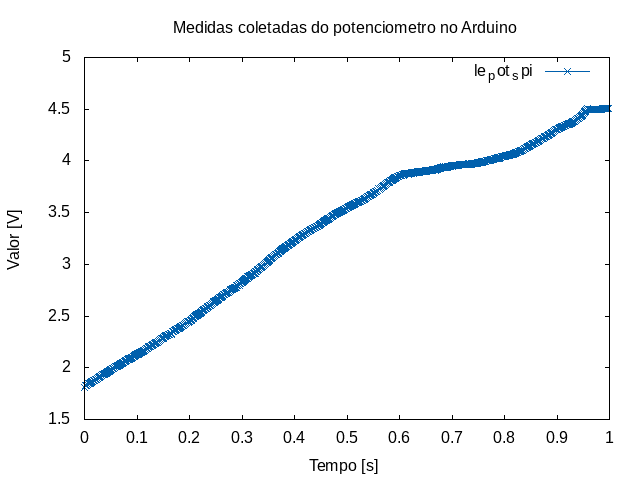 Medidas coletadas do potenciometro no Arduino
le_pot_spi
5
4.5
4
3.5
3
2.5
2
1.5
Valor [V]
0 0.1 0.2 0.3 0.4 0.5 0.6 0.7 0.8 0.9 1
Tempo [s]